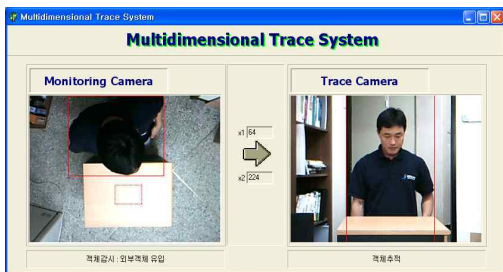 Multidimensional Trace System
Multidimensional Trace System
Monitoring Camera
Trace Camera
x1 64
x2 224
객체감시 : 외부객체 유입
객체추적